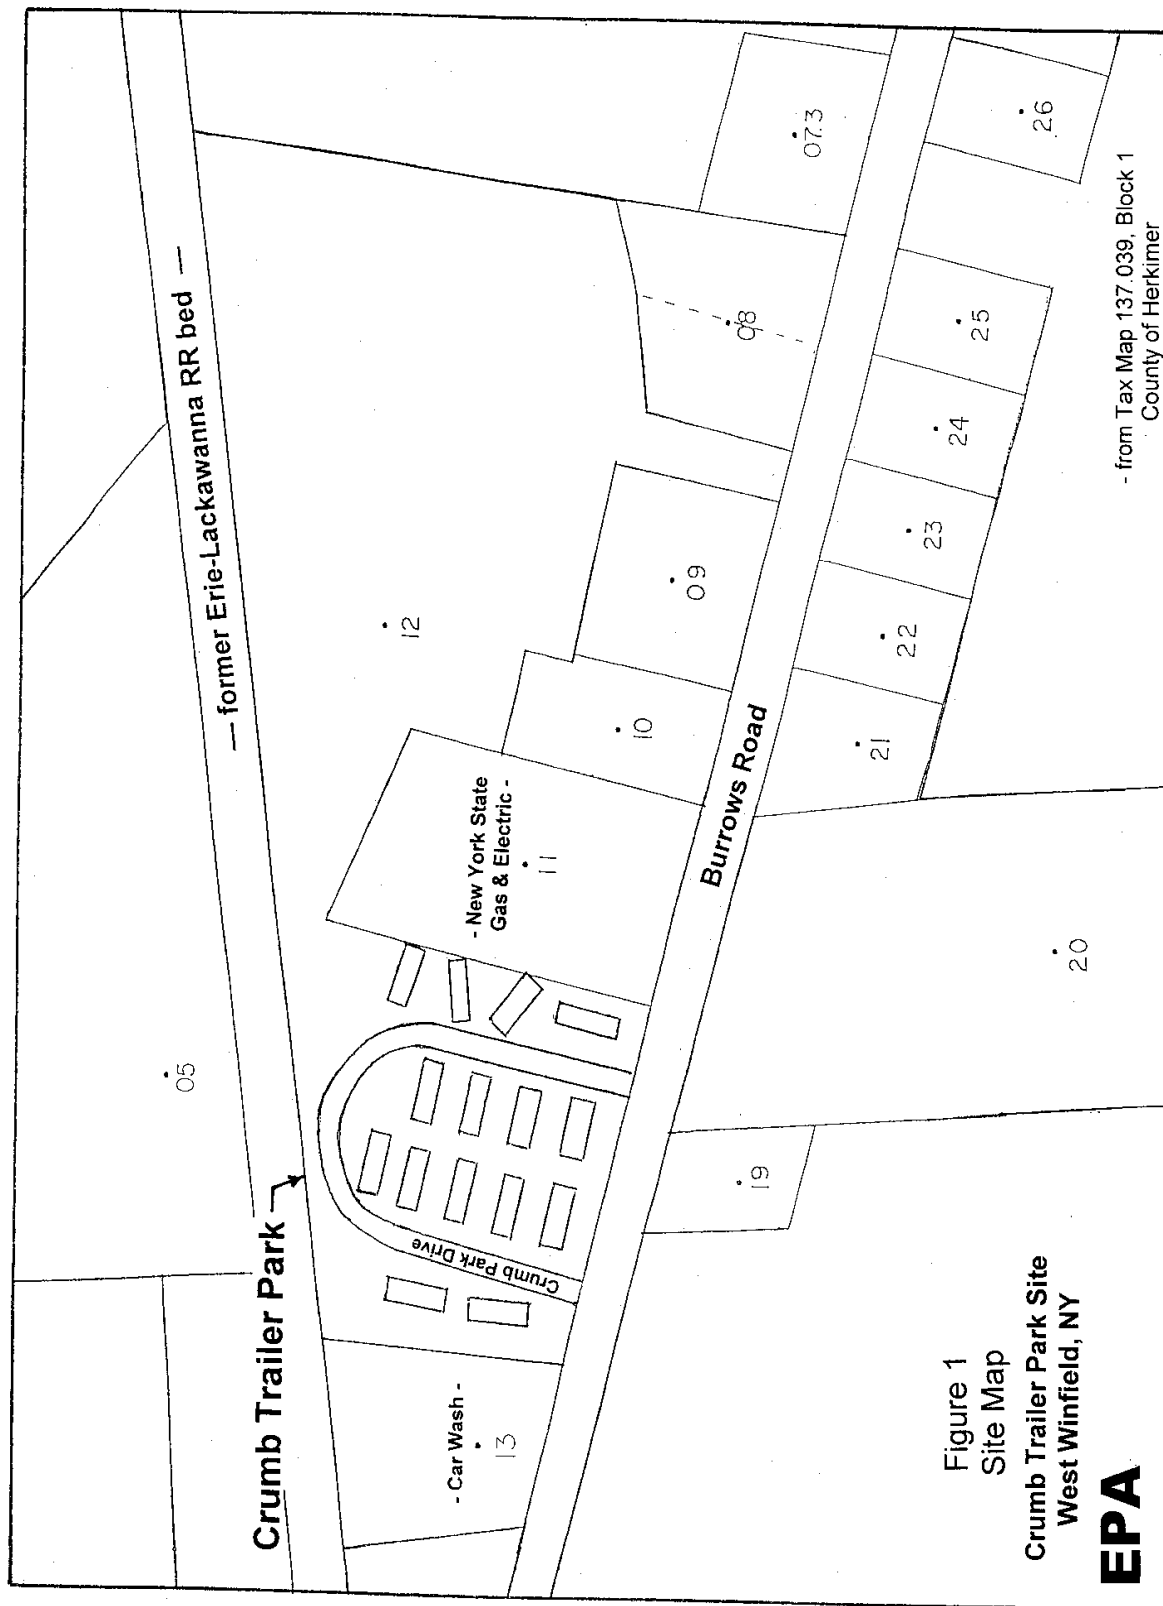 — former Erie-Lackawanna RR bed —
05
Crumb Trailer Park
12
07.3
08
09
10
- New York State
Gas & Electric -
11
Crumb Park Drive
- Car Wash -
13
Burrows Road
26
25
24
23
22
21
20
19
Figure 1
Site Map
Crumb Trailer Park Site
West Winfield, NY
EPA
- from Tax Map 137.039, Block 1
County of Herkimer